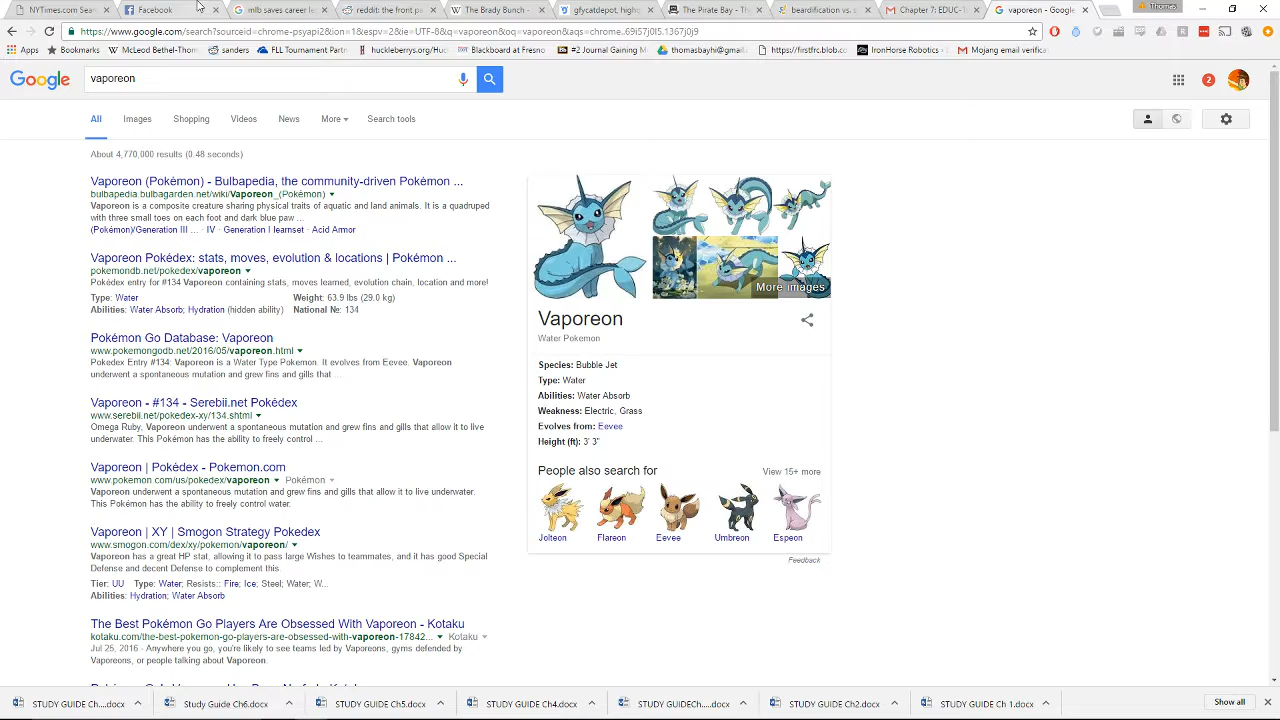 NYTimes.com Sear
Facebook
mlb saves career le
reddit: the front pa
The Brady Bunch -
glyfcatdepot, highq
The Pirate Bay - Th
beardification vs. s
Chapter 7: EDUC-1
vaporeon - Google
Thomas
https://www.google.com/search?sourceid=chrome-psyapi2&ion=1&espv=2&ie=UTF-8&q=vaporeon&oq=vaporeon&aqs=chrome..69i57j0l5.1367j0j9
Apps
Bookmarks
McLeod Bethel-Thom
sanders
FLL Tournament Part
huckleberrys.org/Huc
Blackboard at Fresno
#2 Journal Gaming M
thomasbyrni@gmai
https://firstfrc.blob.c
IronHorse Robotics
Mojang email verifica
Google
vaporeon
2
All
Images
Shopping
Videos
News
More
Search tools
About 4,770,000 results (0.48 seconds)
Vaporeon (Pokémon) - Bulbapedia, the community-driven Pokémon ...
bulbapedia.bulbagarden.net/wiki/Vaporeon_(Pokémon)
Vaporeon is a composite creature sharing physical traits of aquatic and land animals. It is a quadruped
with three small toes on each foot and dark blue paw ...
(Pokémon)/Generation III ... · IV · Generation I learnset · Acid Armor
Vaporeon Pokédex: stats, moves, evolution & locations | Pokémon ...
pokemondb.net/pokedex/vaporeon
Pokédex entry for #134 Vaporeon containing stats, moves learned, evolution chain, location and more!
Type: Water
Weight: 63.9 lbs (29.0 kg)
Abilities: Water Absorb; Hydration (hidden ability)
National №: 134
Pokémon Go Database: Vaporeon
www.pokemongodb.net/2016/05/vaporeon.html
Pokedex Entry #134: Vaporeon is a Water Type Pokemon. It evolves from Eevee. Vaporeon
underwent a spontaneous mutation and grew fins and gills that ...
Vaporeon - #134 - Serebii.net Pokédex
www.serebii.net/pokedex-xy/134.shtml
Omega Ruby, Vaporeon underwent a spontaneous mutation and grew fins and gills that allow it to live
underwater. This Pokémon has the ability to freely control ...
Vaporeon | Pokédex - Pokemon.com
www.pokemon.com/us/pokedex/vaporeon
Pokémon
Vaporeon underwent a spontaneous mutation and grew fins and gills that allow it to live underwater.
This Pokémon has the ability to freely control water.
Vaporeon | XY | Smogon Strategy Pokedex
www.smogon.com/dex/xy/pokemon/vaporeon/
Vaporeon has a great HP stat, allowing it to pass large Wishes to teammates, and it has good Special
Defense and decent Defense to complement this.
Tier: UU Type: Water; Resists:: Fire; Ice; Steel; Water; W...
Abilities: Hydration; Water Absorb
The Best Pokémon Go Players Are Obsessed With Vaporeon - Kotaku
kotaku.com/the-best-pokemon-go-players-are-obsessed-with-vaporeon-17842...
Kotaku
Jul 25, 2016 - Anywhere you go, you're likely to see teams led by Vaporeons, gyms defended by
Vaporeons, or people talking about Vaporeon.
More images
Vaporeon
Water Pokemon
Species: Bubble Jet
Type: Water
Abilities: Water Absorb
Weakness: Electric, Grass
Evolves from: Eevee
Height (ft): 3' 3"
People also search for
View 15+ more
Jolteon
Flareon
Eevee
Umbreon
Espeon
Feedback
STUDY GUIDE Ch....docx
Study Guide Ch6.docx
STUDY GUIDE Ch5.docx
STUDY GUIDE Ch4.docx
STUDY GUIDECh....docx
STUDY GUIDE Ch2.docx
STUDY GUIDE Ch 1.docx
Show all